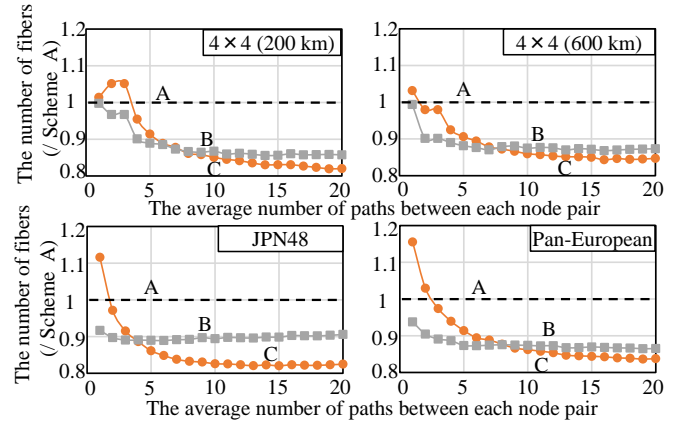 4×4 (200 km)
The number of fibers
(/ Scheme A)
1.2
1.1
1
0.9
0.8
A
B
C
0 5 10 15 20
4×4 (600 km)
1.2
1.1
1
0.9
0.8
A
B
C
0 5 10 15 20
The average number of paths between each node pair
JPN48
The number of fibers
(/ Scheme A)
1.2
1.1
1
0.9
0.8
A
B
C
0 5 10 15 20
Pan-European
1.2
1.1
1
0.9
0.8
A
B
C
0 5 10 15 20
The average number of paths between each node pair